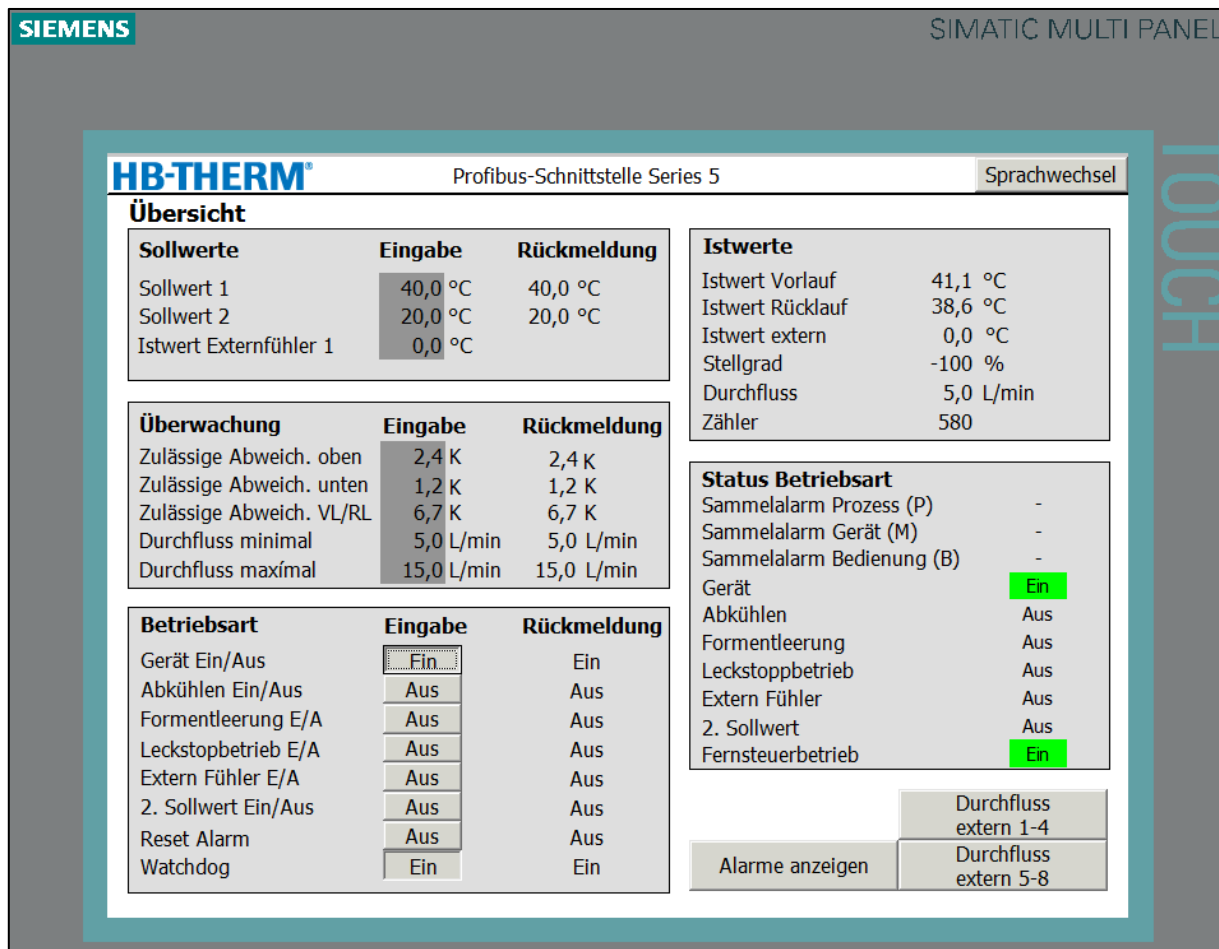 SIEMENS
SIMATIC MULTI PANEL
TOUCH
HB-THERM®
Profibus-Schnittstelle Series 5
Sprachwechsel
Übersicht
Sollwerte Eingabe Rückmeldung
Sollwert 1 40,0 °C 40,0 °C
Sollwert 2 20,0 °C 20,0 °C
Istwert Externfühler 1 0,0 °C
Überwachung Eingabe Rückmeldung
Zulässige Abweich. oben 2,4 K 2,4 K
Zulässige Abweich. unten 1,2 K 1,2 K
Zulässige Abweich. VL/RL 6,7 K 6,7 K
Durchfluss minimal 5,0 L/min 5,0 L/min
Durchfluss maxímal 15,0 L/min 15,0 L/min
Betriebsart Eingabe Rückmeldung
Gerät Ein/Aus Ein Ein
Abkühlen Ein/Aus Aus Aus
Formentleerung E/A Aus Aus
Leckstopbetrieb E/A Aus Aus
Extern Fühler E/A Aus Aus
2. Sollwert Ein/Aus Aus Aus
Reset Alarm Aus Aus
Watchdog Ein Ein
Istwerte
Istwert Vorlauf 41,1 °C
Istwert Rücklauf 38,6 °C
Istwert extern 0,0 °C
Stellgrad -100 %
Durchfluss 5,0 L/min
Zähler 580
Status Betriebsart
Sammelalarm Prozess (P) -
Sammelalarm Gerät (M) -
Sammelalarm Bedienung (B) -
Gerät Ein
Abkühlen Aus
Formentleerung Aus
Leckstoppbetrieb Aus
Extern Fühler Aus
2. Sollwert Aus
Fernsteuerbetrieb Ein
Durchfluss
extern 1-4
Alarme anzeigen
Durchfluss
extern 5-8